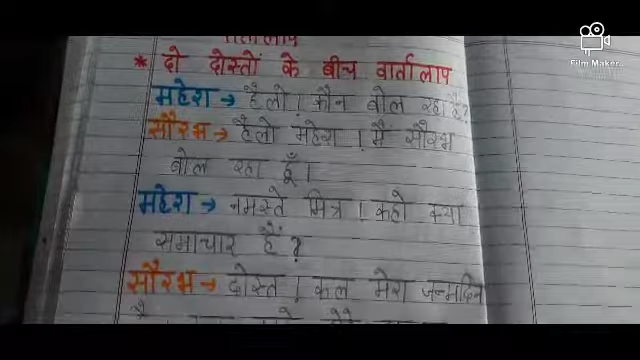 वार्तालाप
* दो दोस्तों के बीच वार्तालाप
महेश → हैलो । कौन बोल रहा है?
सौरभ → हैलो महेश । मैं सौरभ
बोल रहा हूँ ।
महेश → नमस्ते मित्र । कहो क्या
समाचार हैं ?
सौरभ → दोस्त । कल मेरा जन्मदिन
है
Film Maker